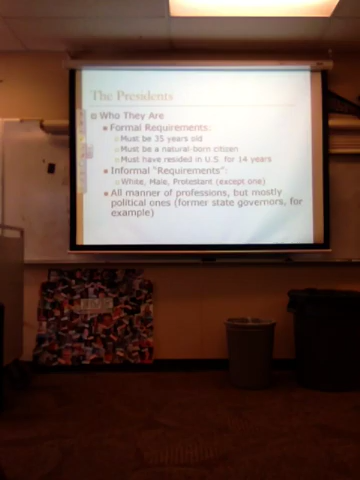 The Presidents
Who They Are
Formal Requirements:
Must be 35 years old
Must be a natural-born citizen
Must have resided in U.S. for 14 years
Informal "Requirements":
White, Male, Protestant (except one)
All manner of professions, but mostly
political ones (former state governors, for
example)